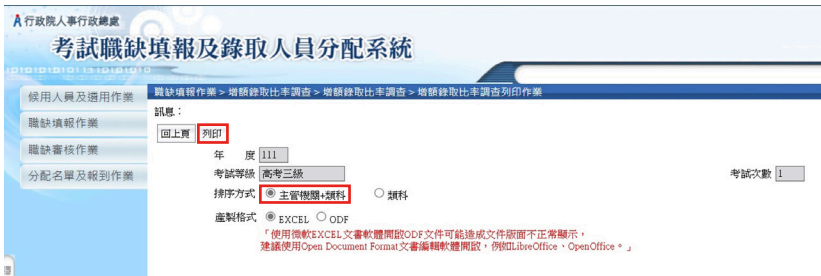 行政院人事行政總處
考試職缺填報及錄取人員分配系統
候用人員及遴用作業
職缺填報作業
職缺審核作業
分配名單及報到作業
職缺填報作業 > 增額錄取比率調查 > 增額錄取比率調查 > 增額錄取比率調查列印作業
訊息：
回上頁 列印
年 度 111
考試等級 高考三級 考試次數 1
排序方式 主管機關+類科 類科
產製格式 EXCEL ODF
「使用微軟EXCEL文書軟體開啟ODF文件可能造成文件版面不正常顯示，
建議使用Open Document Format文書編輯軟體開啟，例如LibreOffice、OpenOffice。」